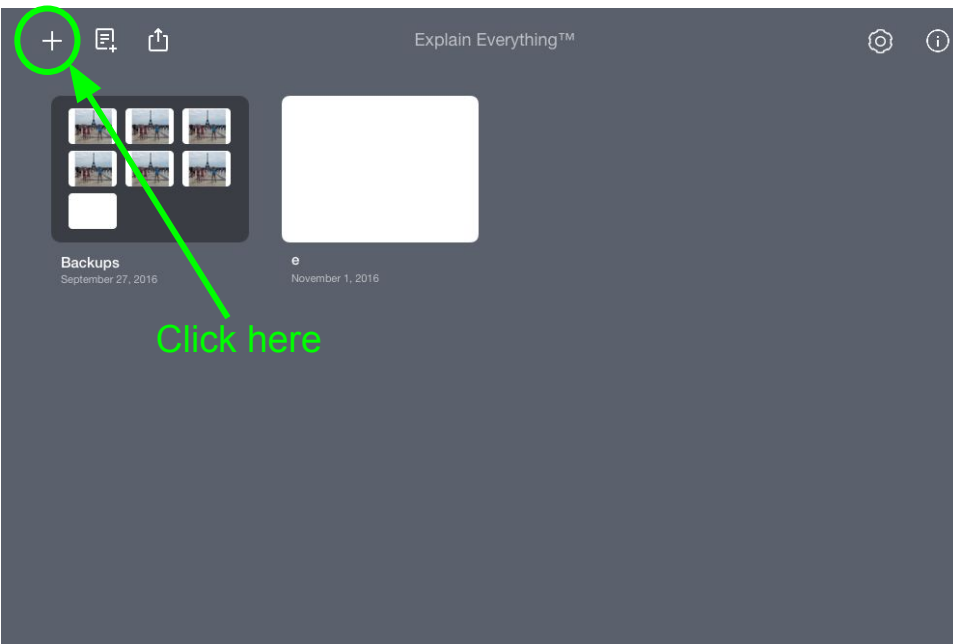 Explain Everything™
Backups
September 27, 2016
e
November 1, 2016
Click here